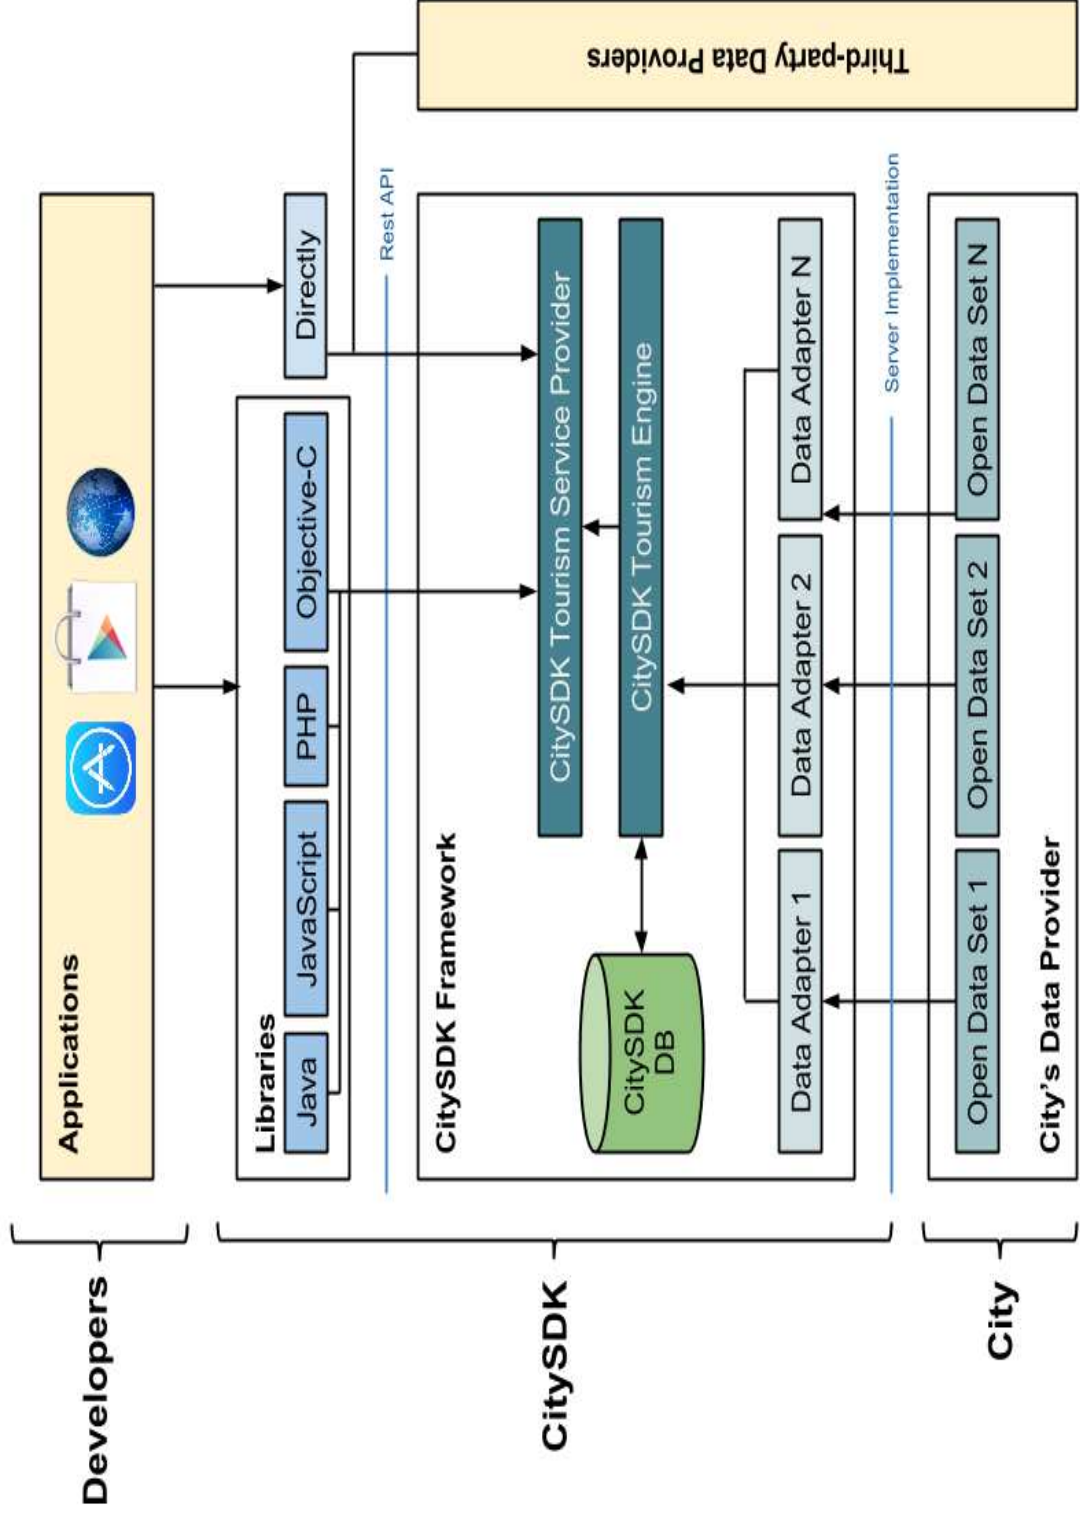 Developers
Applications
Libraries
Java
JavaScript
PHP
Objective-C
Directly
Rest API
CitySDK
CitySDK Framework
CitySDK Tourism Service Provider
CitySDK Tourism Engine
CitySDK
DB
Data Adapter 1
Data Adapter 2
Data Adapter N
Server Implementation
City
Open Data Set 1
Open Data Set 2
Open Data Set N
City's Data Provider
Third-party Data Providers